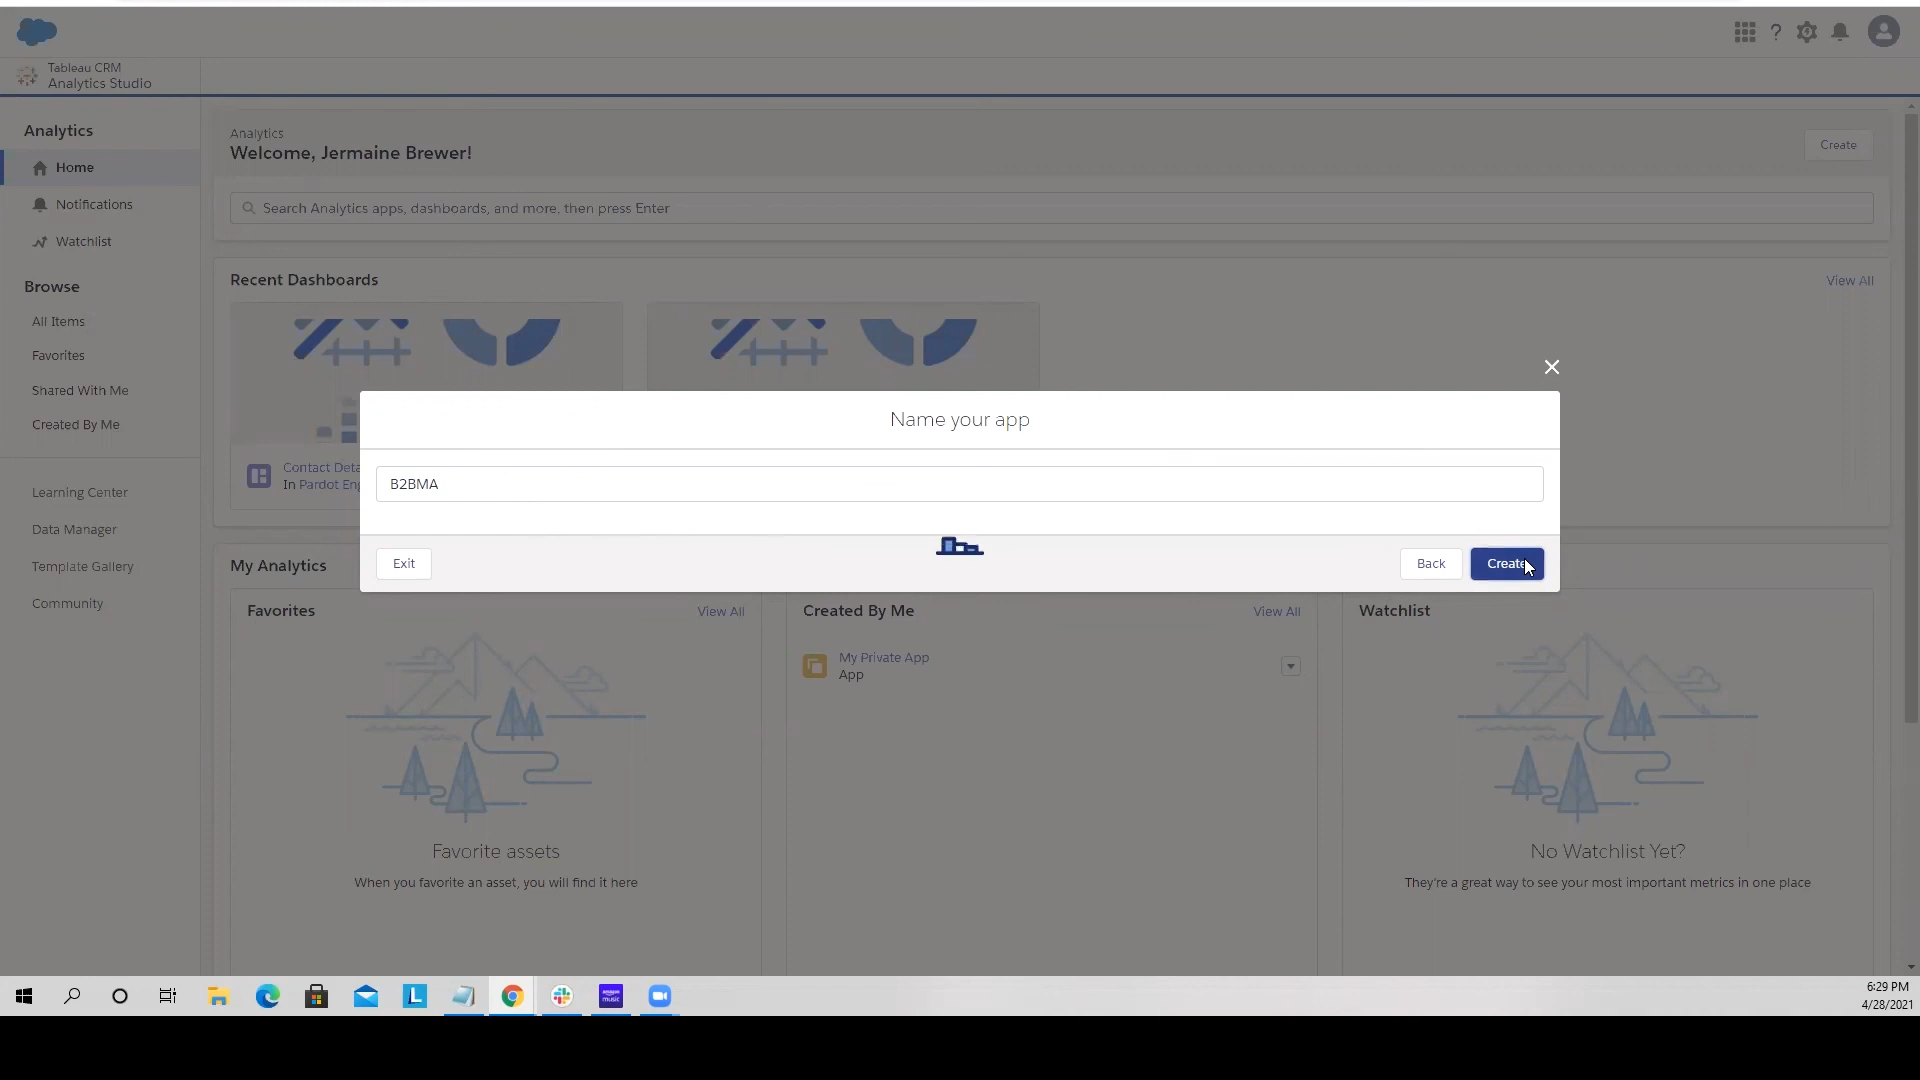 Tableau CRM
Analytics Studio
Analytics
Home
Notifications
Watchlist
Browse
All Items
Favorites
Shared With Me
Created By Me
Learning Center
Data Manager
Template Gallery
Community
Analytics
Welcome, Jermaine Brewer!
Create
Search Analytics apps, dashboards, and more, then press Enter
Recent Dashboards
View All
Contact Deta
In Pardot Eng
Name your app
B2BMA
Exit
Back
Create
My Analytics
Favorites
View All
Favorite assets
When you favorite an asset, you will find it here
Created By Me
View All
My Private App
App
Watchlist
No Watchlist Yet?
They're a great way to see your most important metrics in one place
amazon
music
6:29 PM
4/28/2021